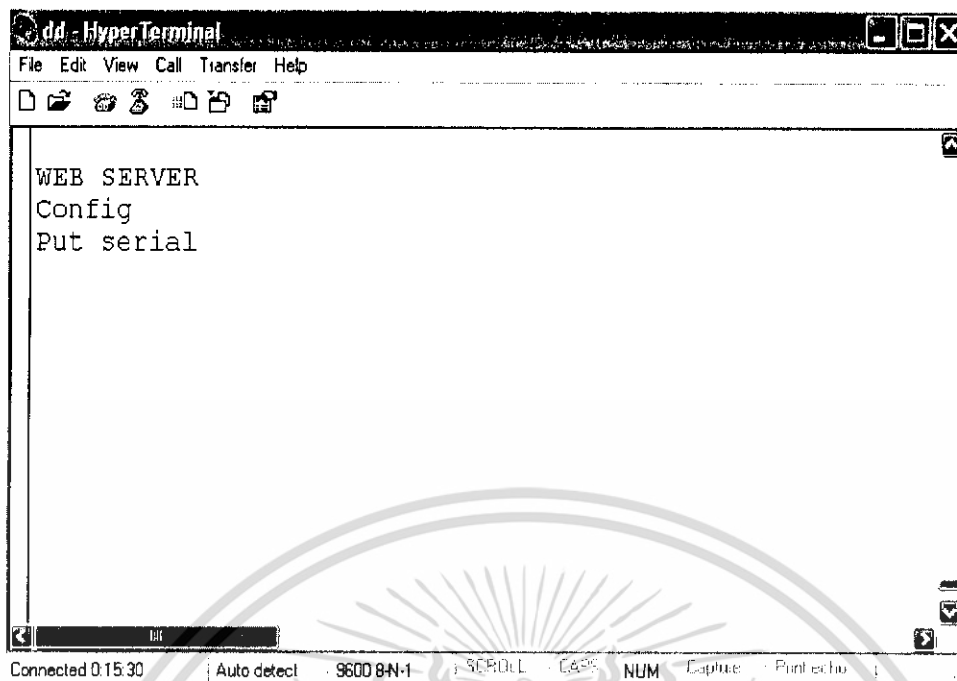 dd - HyperTerminal
File Edit View Call Transfer Help
WEB SERVER
Config
Put serial
Connected 0:15:30 Auto detect 9600 8-N-1 SCROLL CAPS NUM Capture Print echo